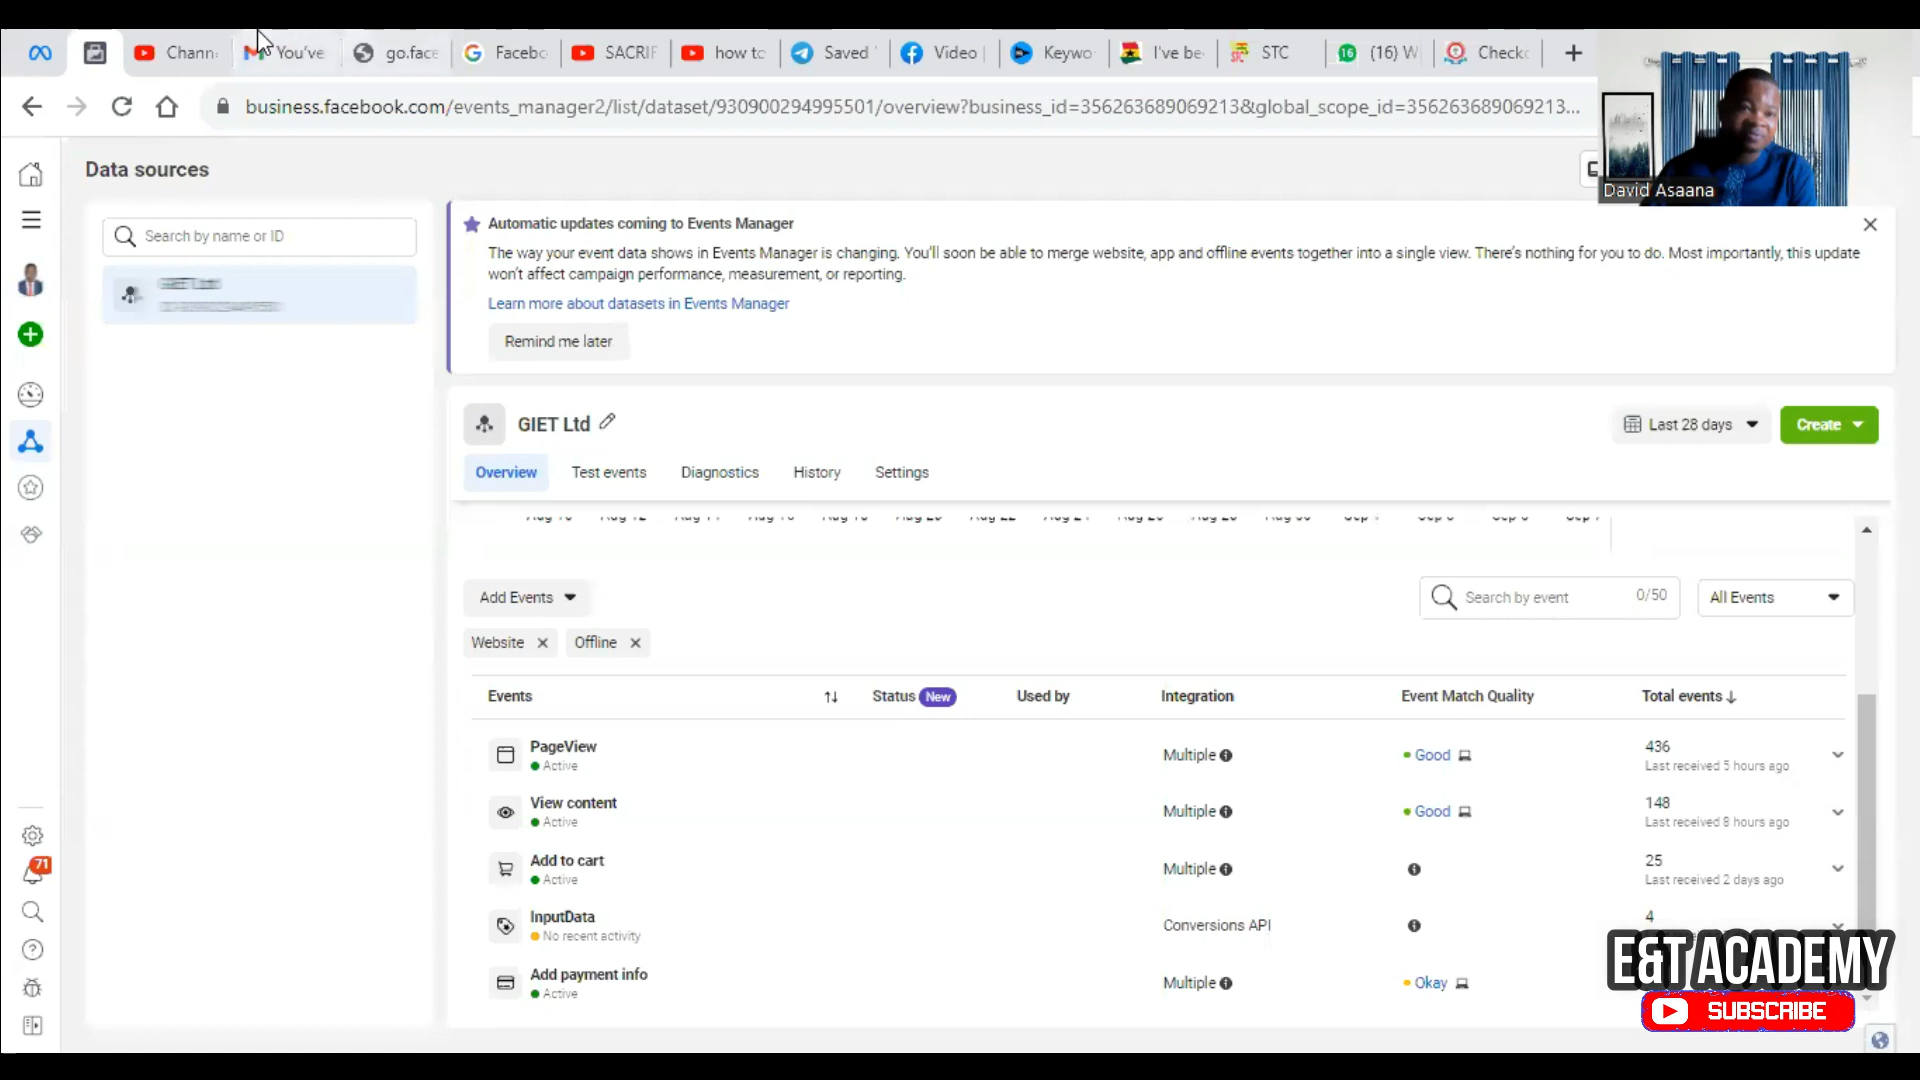 Chann
You've
go.face
Facebo
SACRIF
how to
Saved
Video
Keywo
I've be
STC
16
(16) W
Checkc
business.facebook.com/events_manager2/list/dataset/930900294995501/overview?business_id=356263689069213&global_scope_id=356263689069213...
David Asaana
Data sources
Search by name or ID
Automatic updates coming to Events Manager
The way your event data shows in Events Manager is changing. You'll soon be able to merge website, app and offline events together into a single view. There's nothing for you to do. Most importantly, this update
won't affect campaign performance, measurement, or reporting.
Learn more about datasets in Events Manager
Remind me later
GIET Ltd
Last 28 days
Create
Overview
Test events
Diagnostics
History
Settings
Add Events
Search by event
0/50
All Events
Website
Offline
Events
Status New
Used by
Integration
Event Match Quality
Total events
PageView
Active
Multiple
Good
436
Last received 5 hours ago
View content
Active
Multiple
Good
148
Last received 8 hours ago
Add to cart
Active
Multiple
25
Last received 2 days ago
InputData
No recent activity
Conversions API
4
Add payment info
Active
Multiple
Okay
71
E&T ACADEMY
SUBSCRIBE